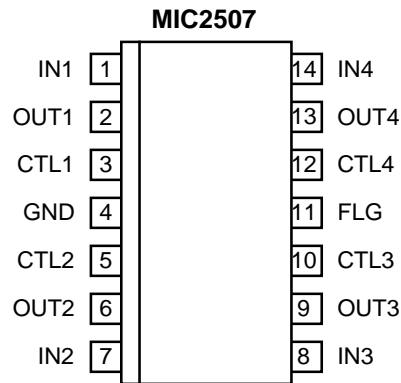 MIC2507
IN1 1 14 IN4
OUT1 2 13 OUT4
CTL1 3 12 CTL4
GND 4 11 FLG
CTL2 5 10 CTL3
OUT2 6 9 OUT3
IN2 7 8 IN3